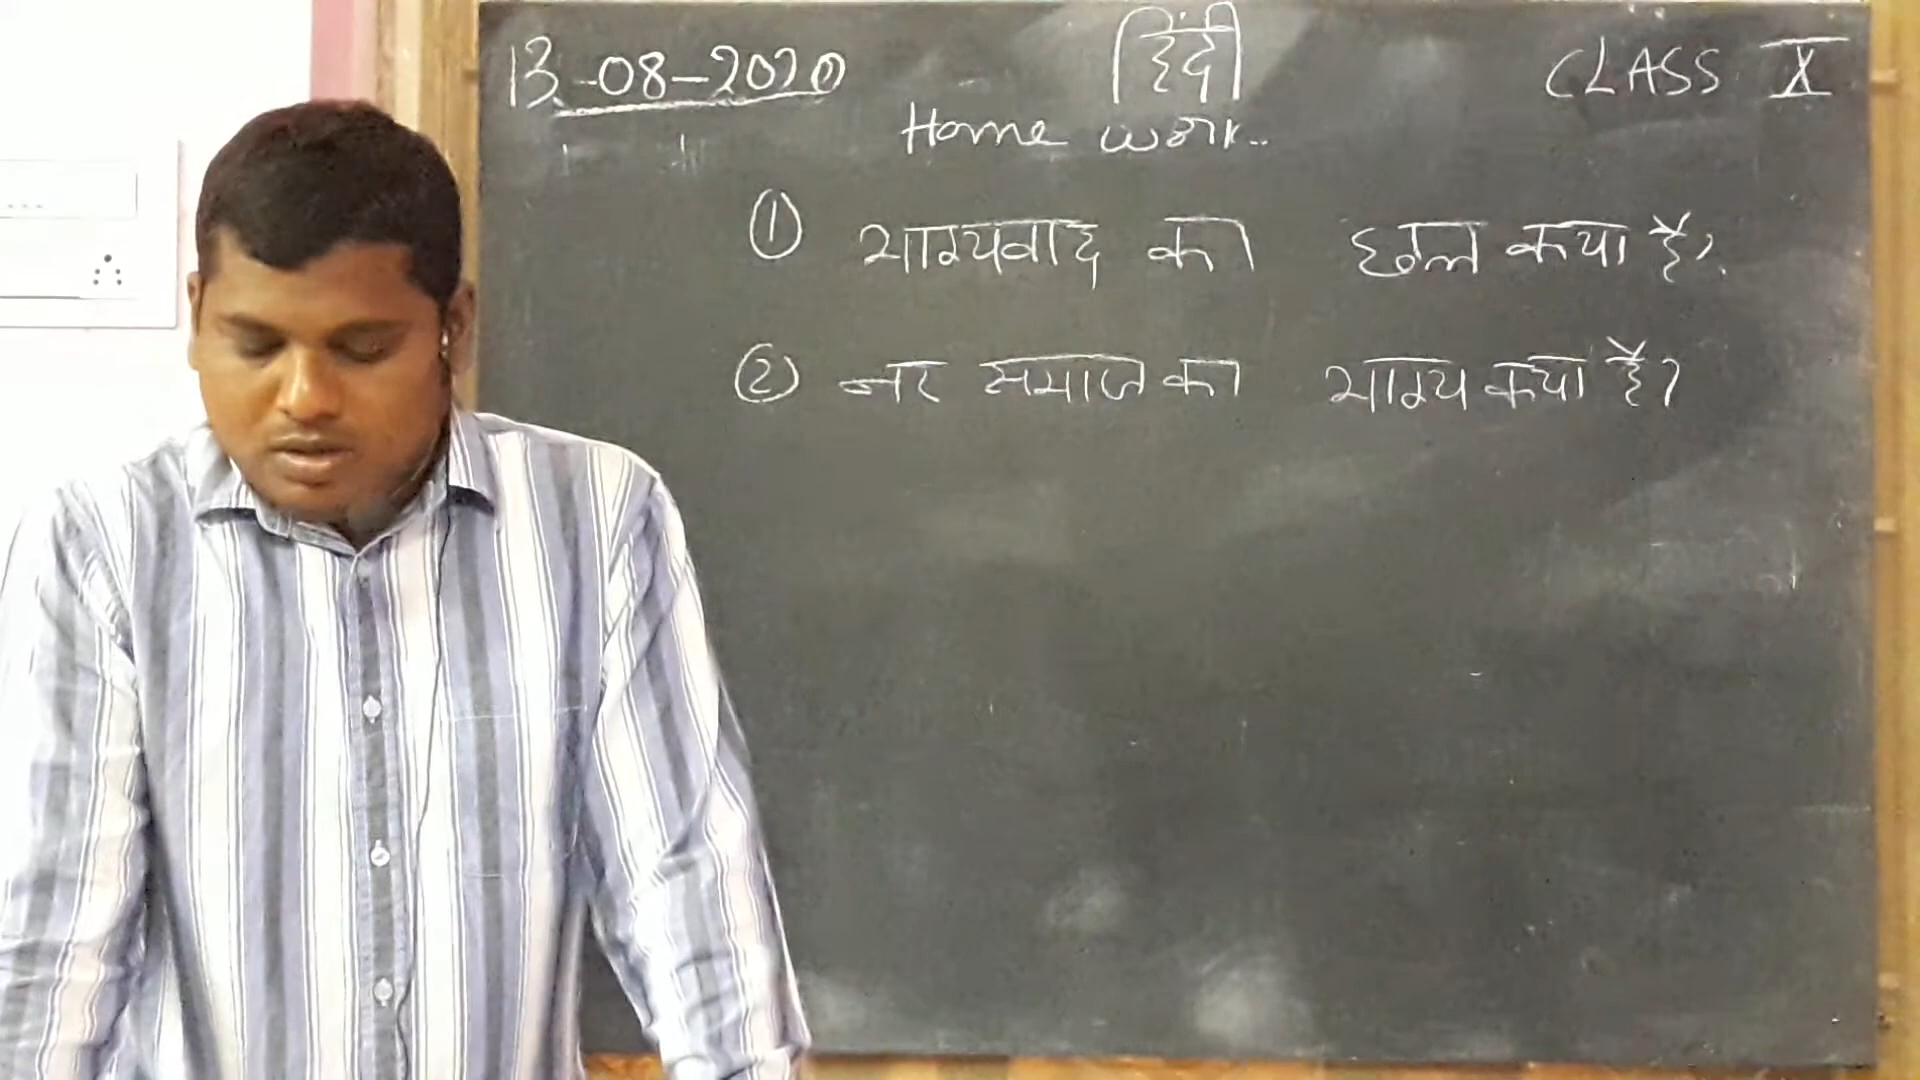 13-08-2020
हिंदी
CLASS X
Home work..
① भाग्यवाद का छल क्या है?
② नर समाज का भाग्य क्या है?